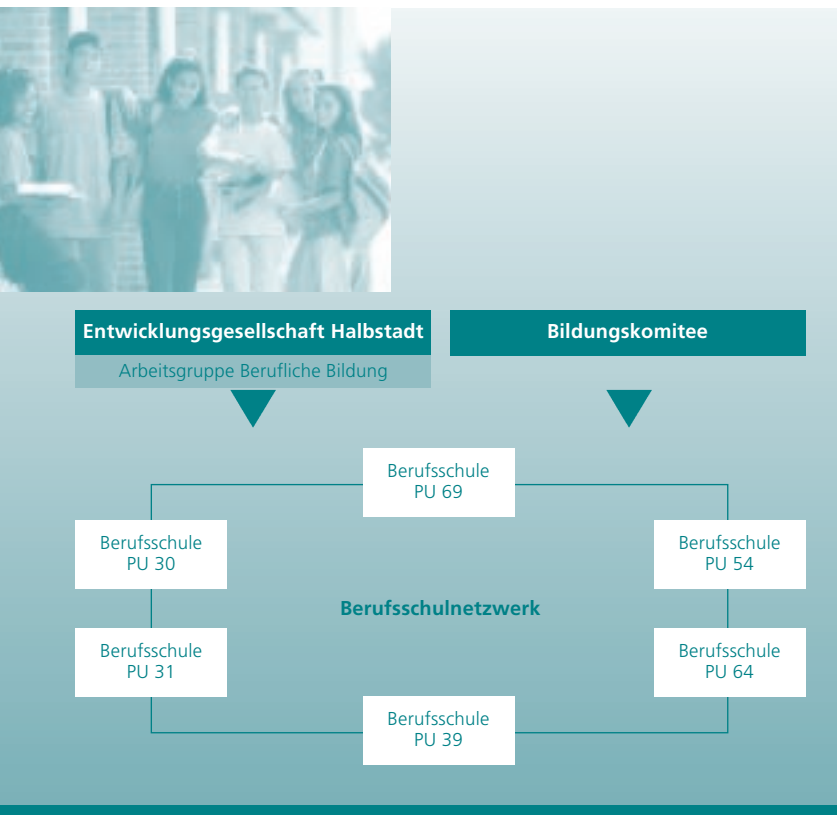 Entwicklungsgesellschaft Halbstadt
Arbeitsgruppe Berufliche Bildung
Bildungskomitee
Berufsschule
PU 69
Berufsschule
PU 30
Berufsschule
PU 54
Berufsschulnetzwerk
Berufsschule
PU 31
Berufsschule
PU 64
Berufsschule
PU 39